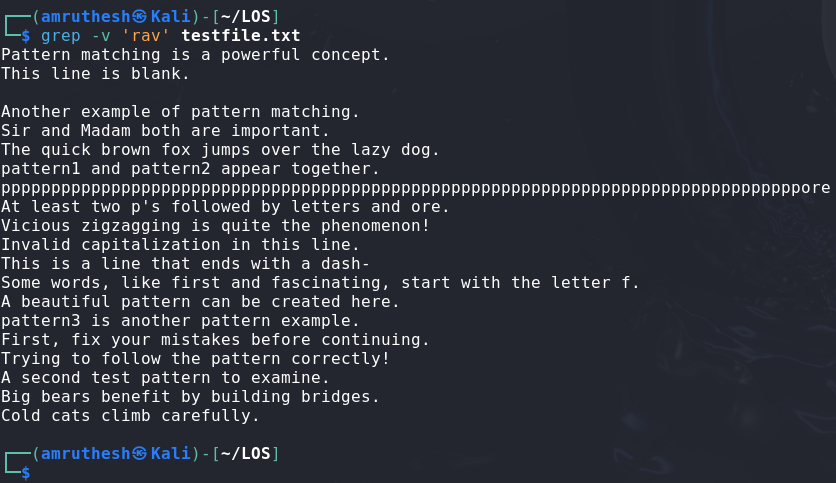 ┌──(amruthesh㉿Kali)-[~/LOS]
└─$ grep -v 'rav' testfile.txt
Pattern matching is a powerful concept.
This line is blank.

Another example of pattern matching.
Sir and Madam both are important.
The quick brown fox jumps over the lazy dog.
pattern1 and pattern2 appear together.
ppppppppppppppppppppppppppppppppppppppppppppppppppppppppppppppppppppppppppppppppore
At least two p's followed by letters and ore.
Vicious zigzagging is quite the phenomenon!
Invalid capitalization in this line.
This is a line that ends with a dash-
Some words, like first and fascinating, start with the letter f.
A beautiful pattern can be created here.
pattern3 is another pattern example.
First, fix your mistakes before continuing.
Trying to follow the pattern correctly!
A second test pattern to examine.
Big bears benefit by building bridges.
Cold cats climb carefully.

┌──(amruthesh㉿Kali)-[~/LOS]
└─$